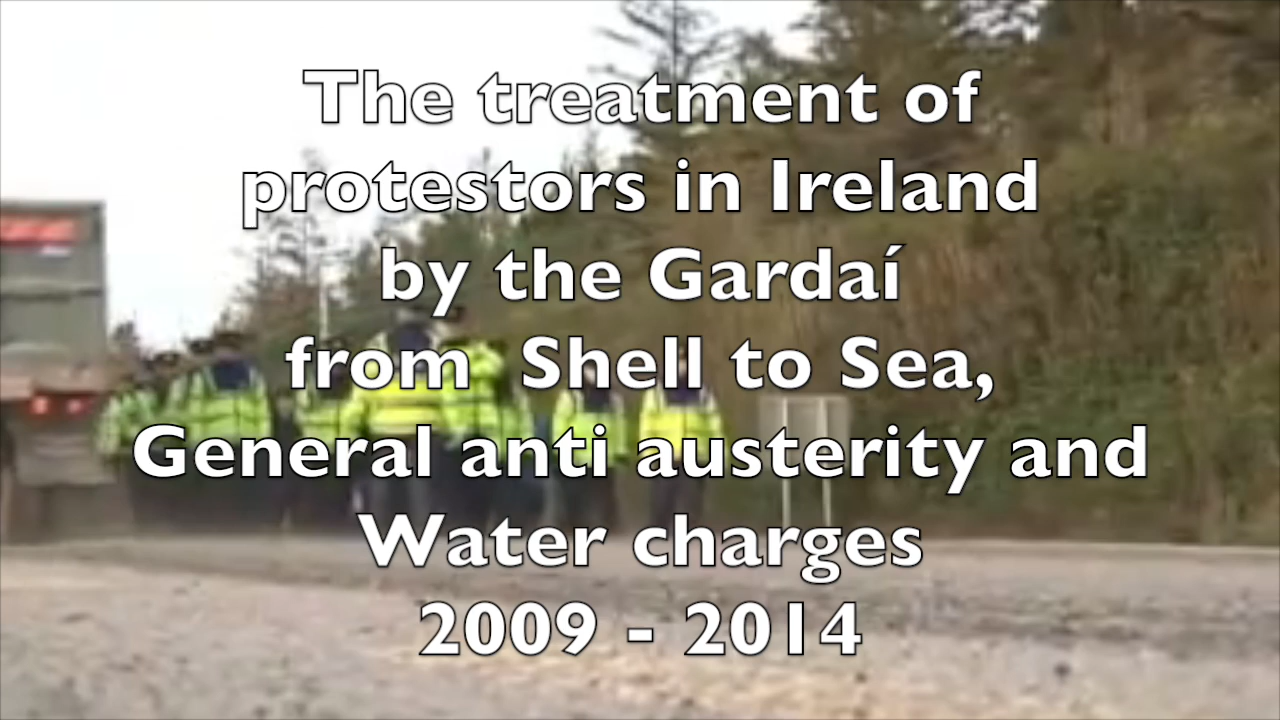 The treatment of
protestors in Ireland
by the Gardaí
from  Shell to Sea,
General anti austerity and
Water charges
2009 - 2014